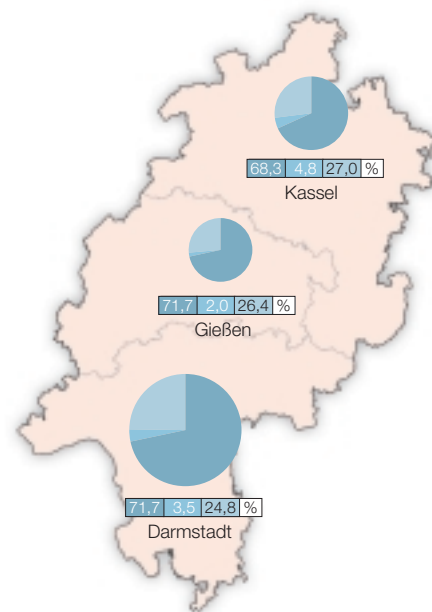 68,3 4,8 27,0 %
Kassel
71,7 2,0 26,4 %
Gießen
71,7 3,5 24,8 %
Darmstadt